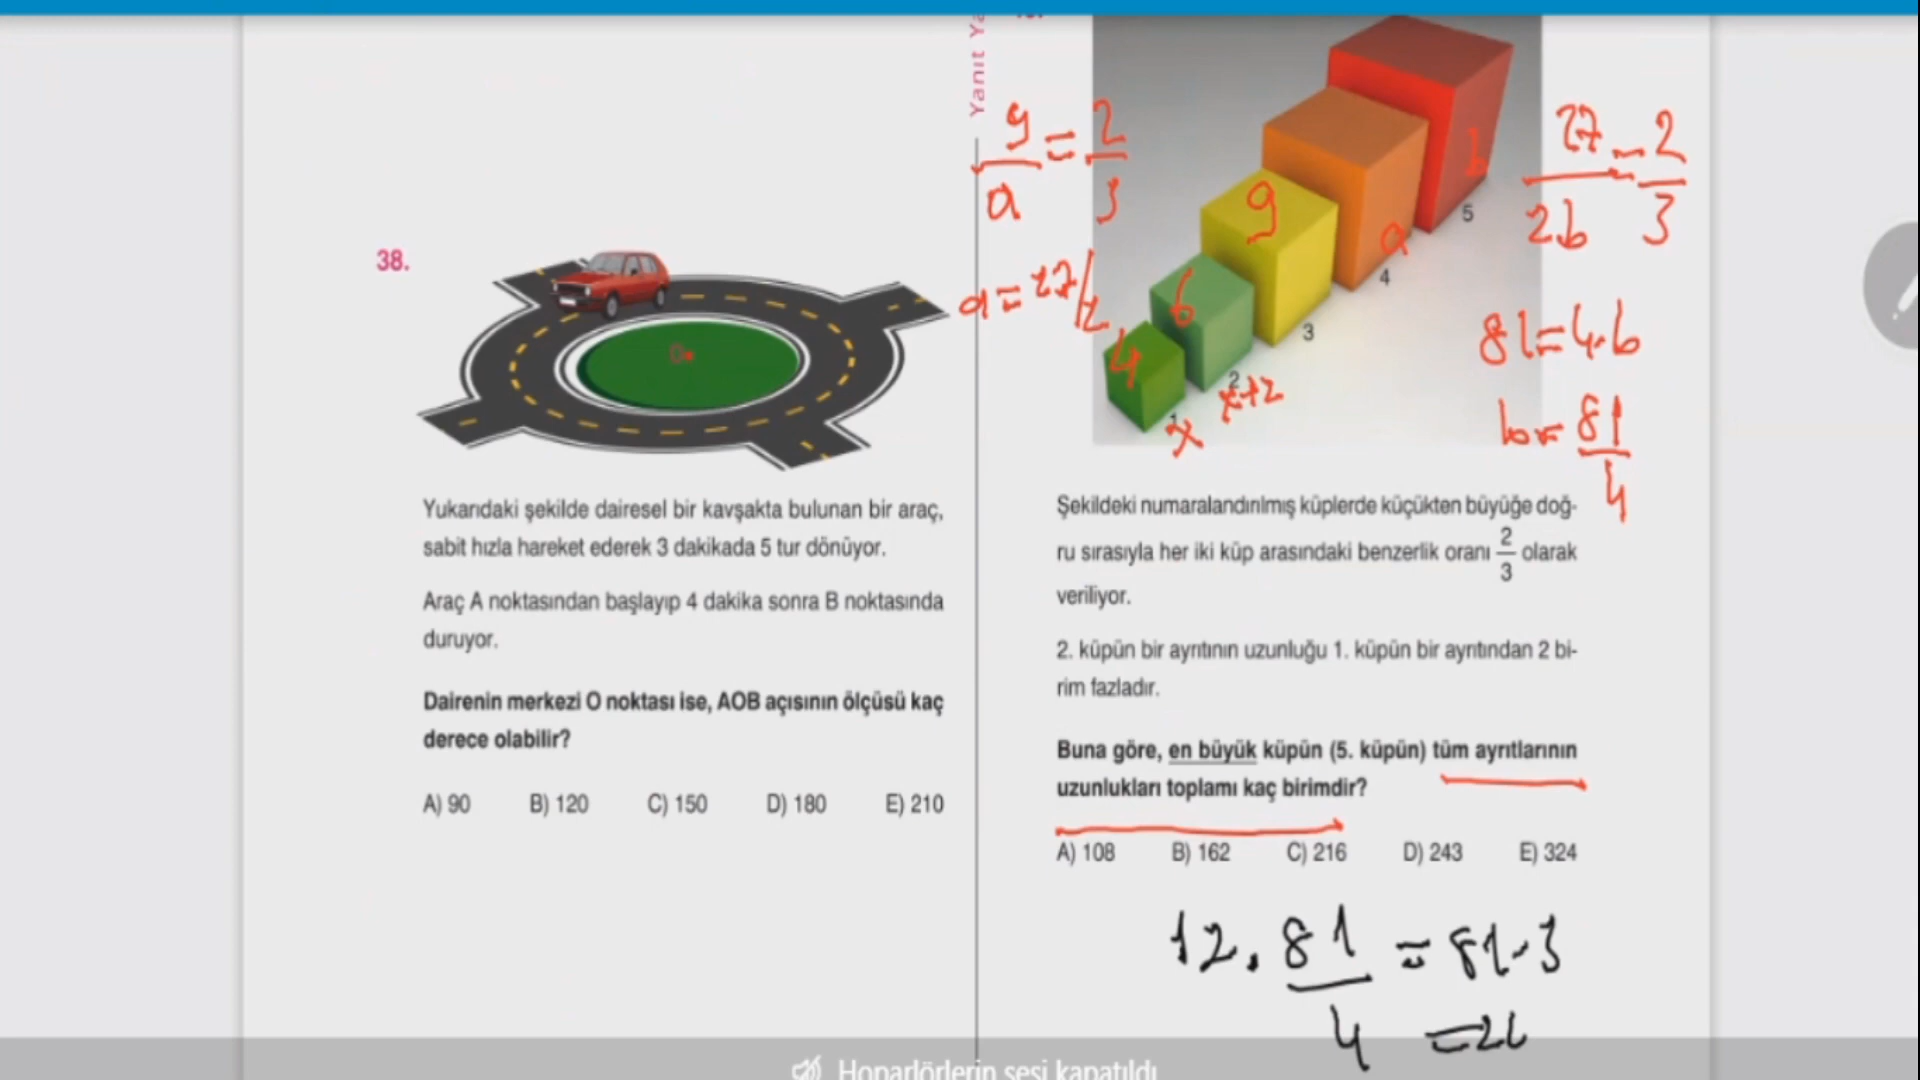 Yanıt Ya
38.
O
Yukarıdaki şekilde dairesel bir kavşakta bulunan bir araç,
sabit hızla hareket ederek 3 dakikada 5 tur dönüyor.
Araç A noktasından başlayıp 4 dakika sonra B noktasında
duruyor.
Dairenin merkezi O noktası ise, AOB açısının ölçüsü kaç
derece olabilir?
A) 90 B) 120 C) 150 D) 180 E) 210
9/a = 2/3
a = 27/2
4
6
9
a
b
x
x+2
2
3
4
5
27/2b = 2/3
81 = 4.b
b = 81/4
Şekildeki numaralandırılmış küplerde küçükten büyüğe doğ-
ru sırasıyla her iki küp arasındaki benzerlik oranı 2/3 olarak
veriliyor.
2. küpün bir ayrıtının uzunluğu 1. küpün bir ayrıtından 2 bi-
rim fazladır.
Buna göre, en büyük küpün (5. küpün) tüm ayrıtlarının
uzunlukları toplamı kaç birimdir?
A) 108 B) 162 C) 216 D) 243 E) 324
12 . 81/4 = 81.3
= 24
Hoparlörlerin sesi kapatıldı